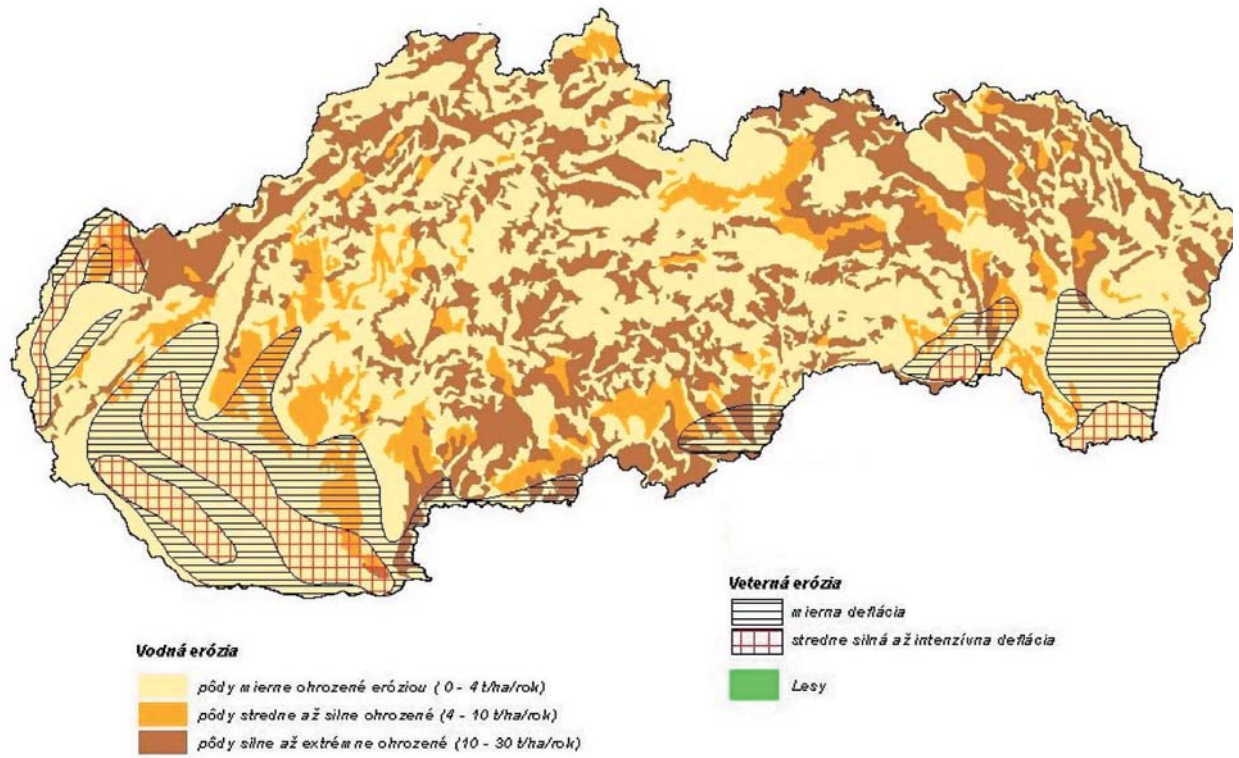 Vodná erózia
pôdy mierne ohrozené eróziou ( 0 - 4 t/ha/rok)
pôdy stredne až silne ohrozené (4 - 10 t/ha/rok)
pôdy silne až extrémne ohrozené (10 - 30 t/ha/rok)
Veterná erózia
mierna deflácia
stredne silná až intenzívna deflácia
Lesy